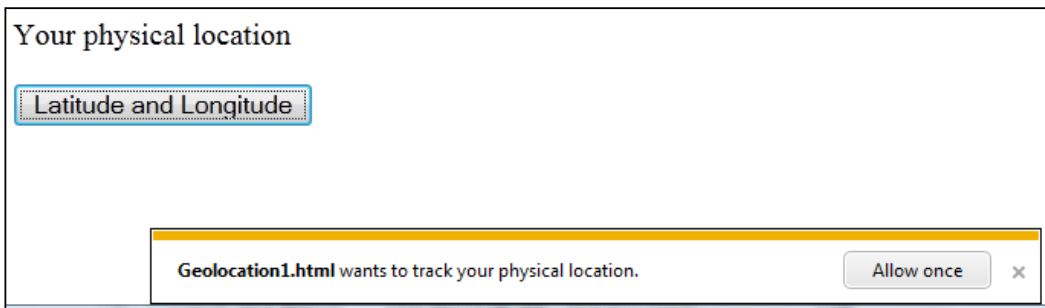 Your physical location
Latitude and Longitude
Geolocation1.html wants to track your physical location.
Allow once
×